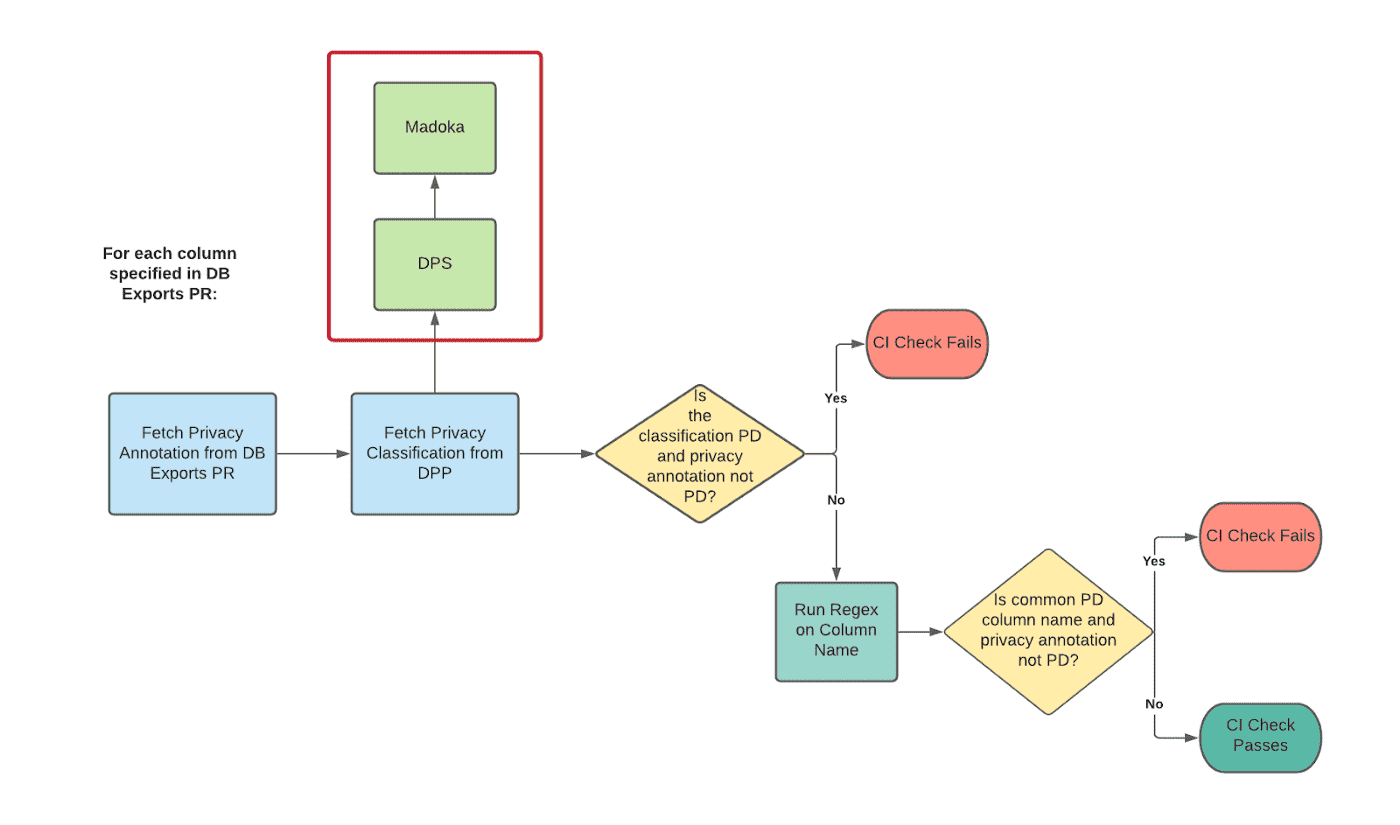 Madoka
DPS
For each column
specified in DB
Exports PR:
Fetch Privacy
Annotation from DB
Exports PR
Fetch Privacy
Classification from
DPP
Is
the
classification PD
and privacy
annotation not
PD?
Yes
CI Check Fails
No
Run Regex
on Column
Name
Is common PD
column name and
privacy annotation
not PD?
Yes
CI Check Fails
No
CI Check
Passes